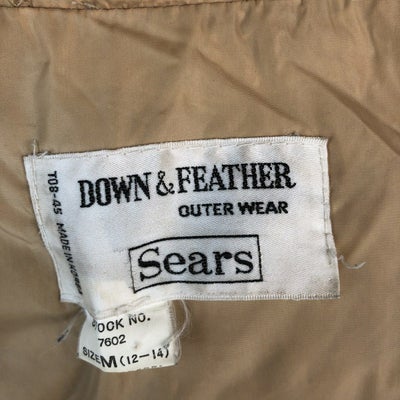 DOWN & FEATHER
OUTER WEAR
Sears
T08-45 MADE IN KOREA
STOCK NO.
7602
SIZE M (12-14)